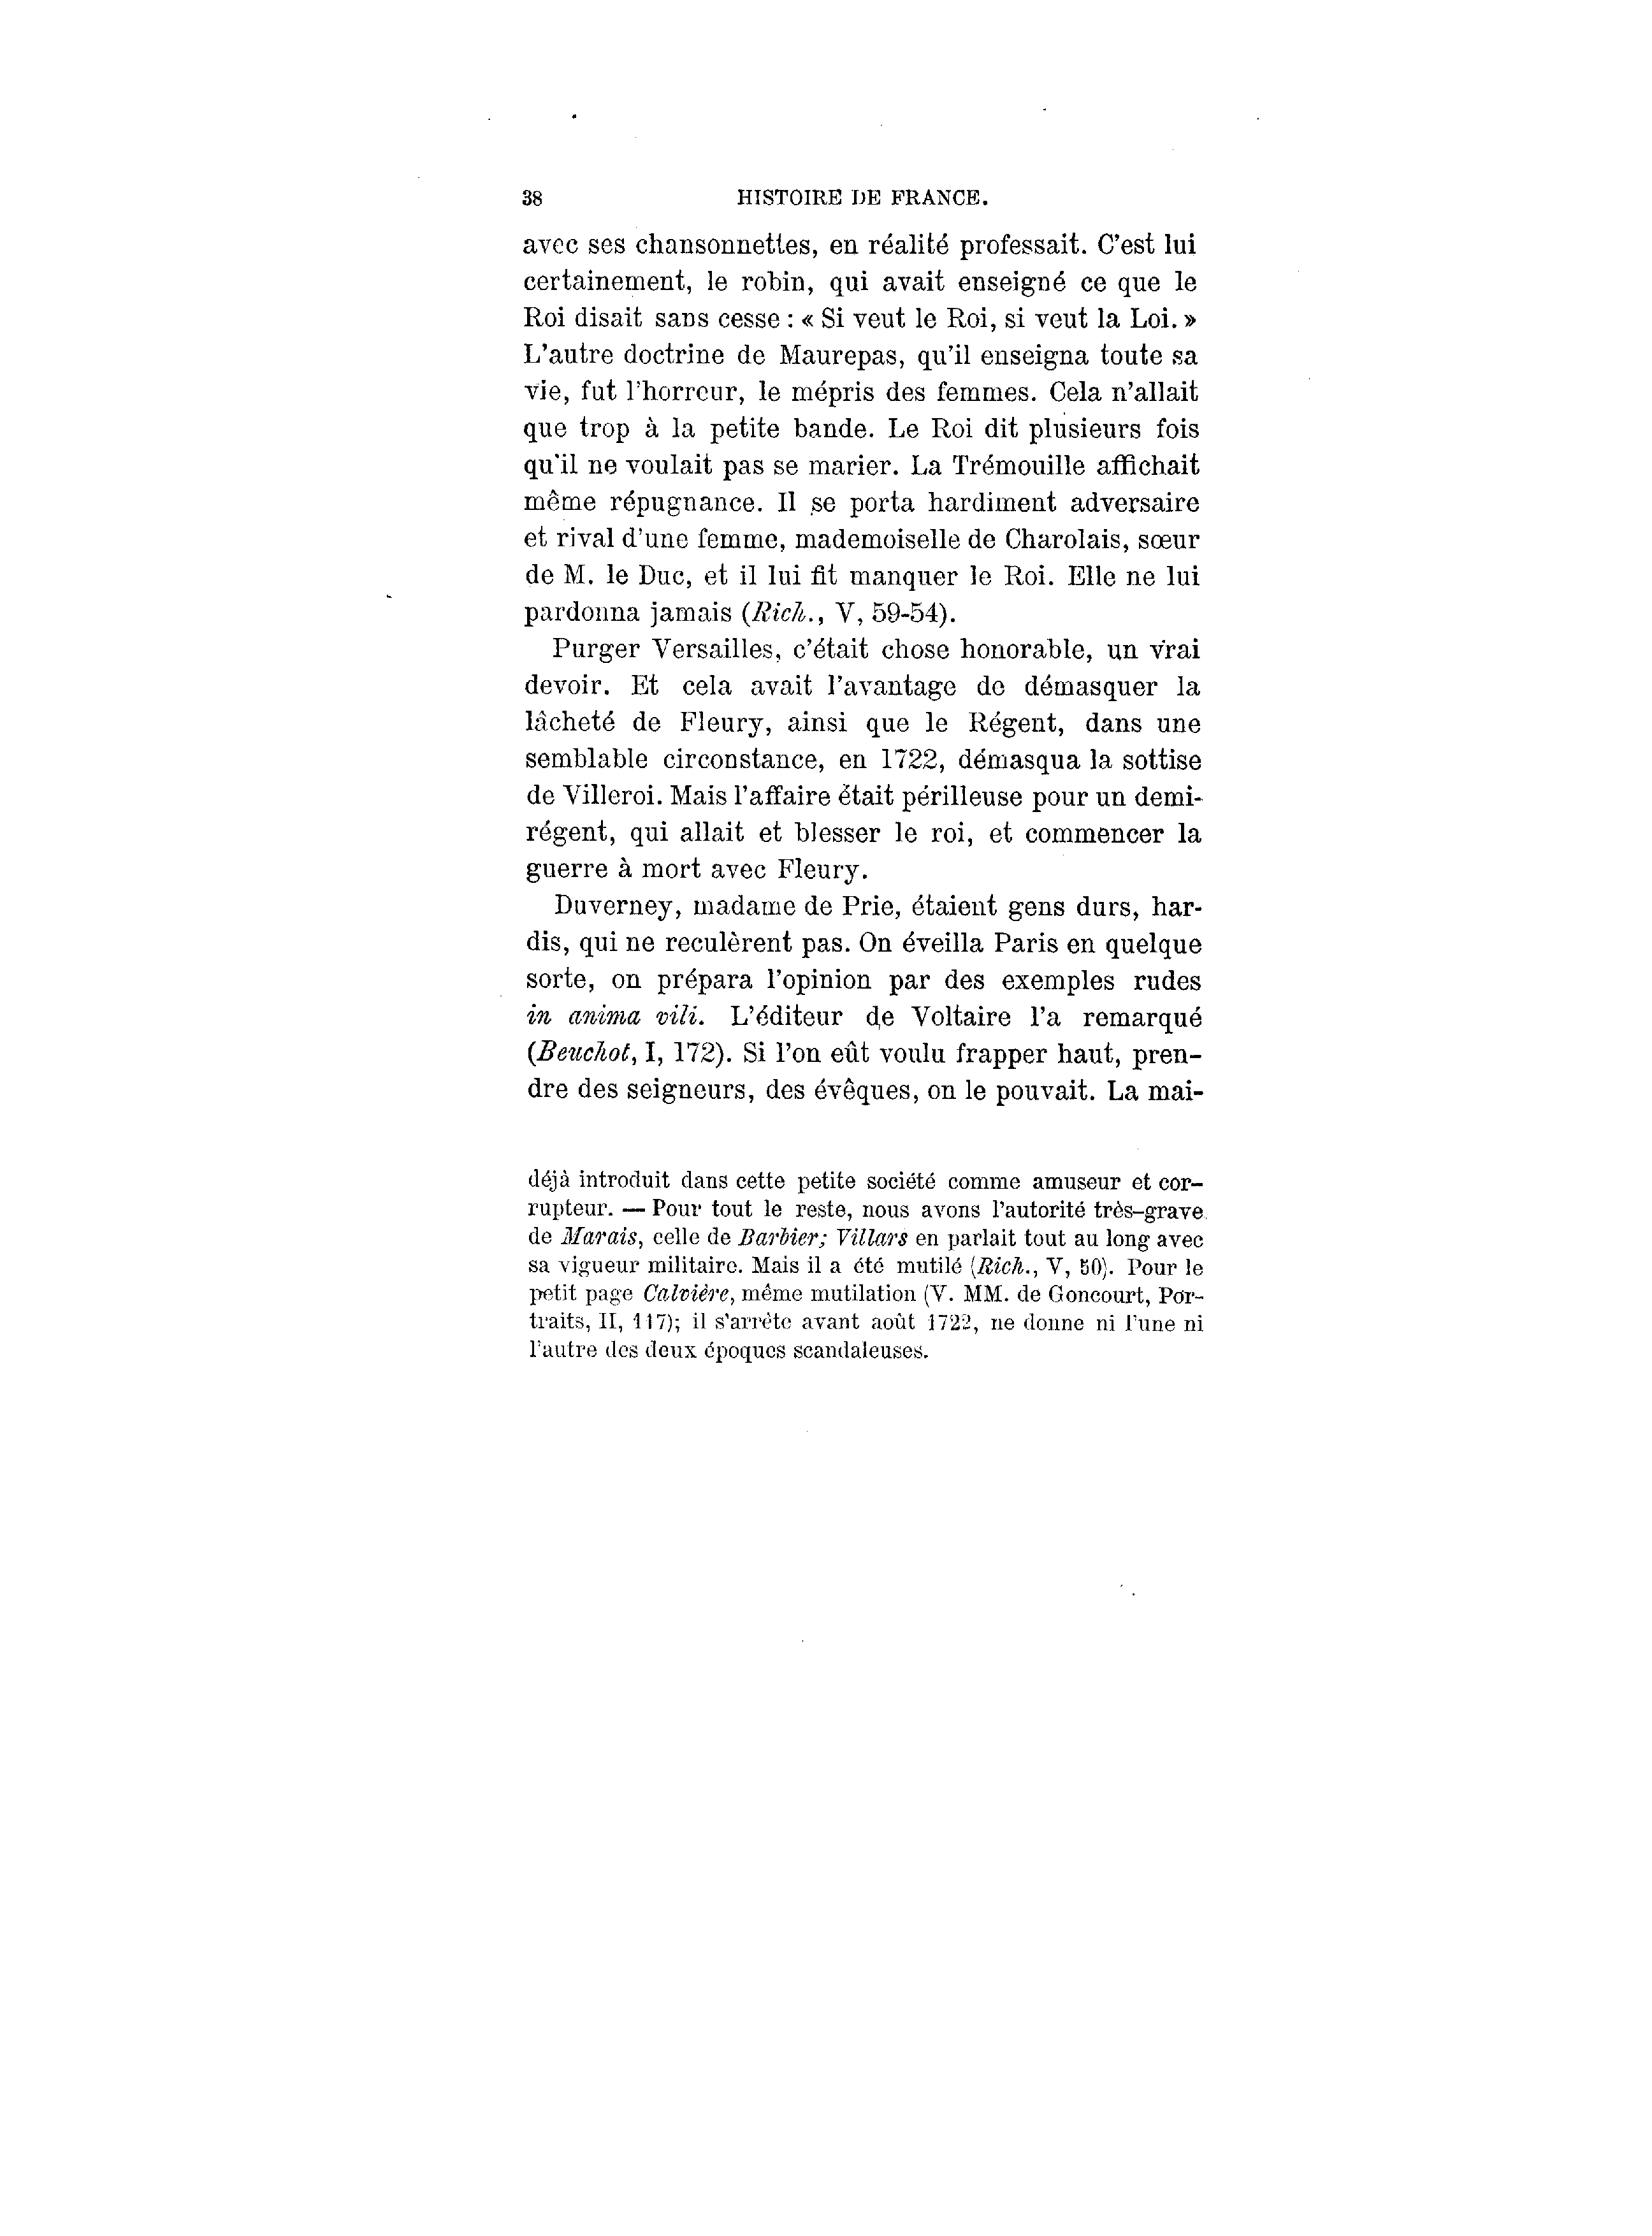 38 HISTOIRE DE FRANCE.
avec ses chansonnettes, en réalité professait. C'est lui
certainement, le robin, qui avait enseigné ce que le
Roi disait sans cesse : « Si veut le Roi, si veut la Loi. »
L'autre doctrine de Maurepas, qu'il enseigna toute sa
vie, fut l'horreur, le mépris des femmes. Cela n'allait
que trop à la petite bande. Le Roi dit plusieurs fois
qu'il ne voulait pas se marier. La Trémouille affichait
même répugnance. Il se porta hardiment adversaire
et rival d'une femme, mademoiselle de Charolais, sœur
de M. le Duc, et il lui fit manquer le Roi. Elle ne lui
pardonna jamais (Rich., V, 59-54).
Purger Versailles, c'était chose honorable, un vrai
devoir. Et cela avait l'avantage de démasquer la
lâcheté de Fleury, ainsi que le Régent, dans une
semblable circonstance, en 1722, démasqua la sottise
de Villeroi. Mais l'affaire était périlleuse pour un demi-
régent, qui allait et blesser le roi, et commencer la
guerre à mort avec Fleury.
Duverney, madame de Prie, étaient gens durs, har-
dis, qui ne reculèrent pas. On éveilla Paris en quelque
sorte, on prépara l'opinion par des exemples rudes
in anima vili. L'éditeur de Voltaire l'a remarqué
(Beuchot, I, 172). Si l'on eût voulu frapper haut, pren-
dre des seigneurs, des évêques, on le pouvait. La mai-
déjà introduit dans cette petite société comme amuseur et cor-
rupteur. — Pour tout le reste, nous avons l'autorité très-grave
de Marais, celle de Barbier; Villars en parlait tout au long avec
sa vigueur militaire. Mais il a été mutilé (Rich., V, 50). Pour le
petit page Calvière, même mutilation (V. MM. de Goncourt, Por-
traits, II, 117); il s'arrête avant août 1722, ne donne ni l'une ni
l'autre des deux époques scandaleuses.